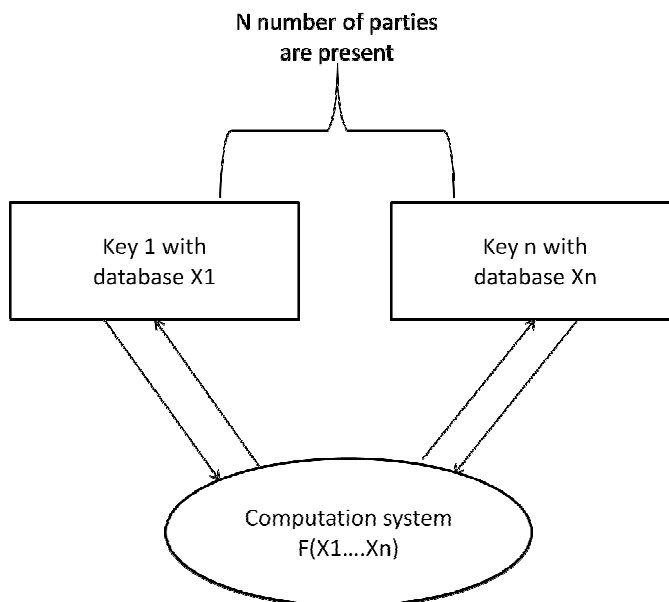 N number of parties
are present
Key 1 with
database X1
Key n with
database Xn
Computation system
F(X1....Xn)